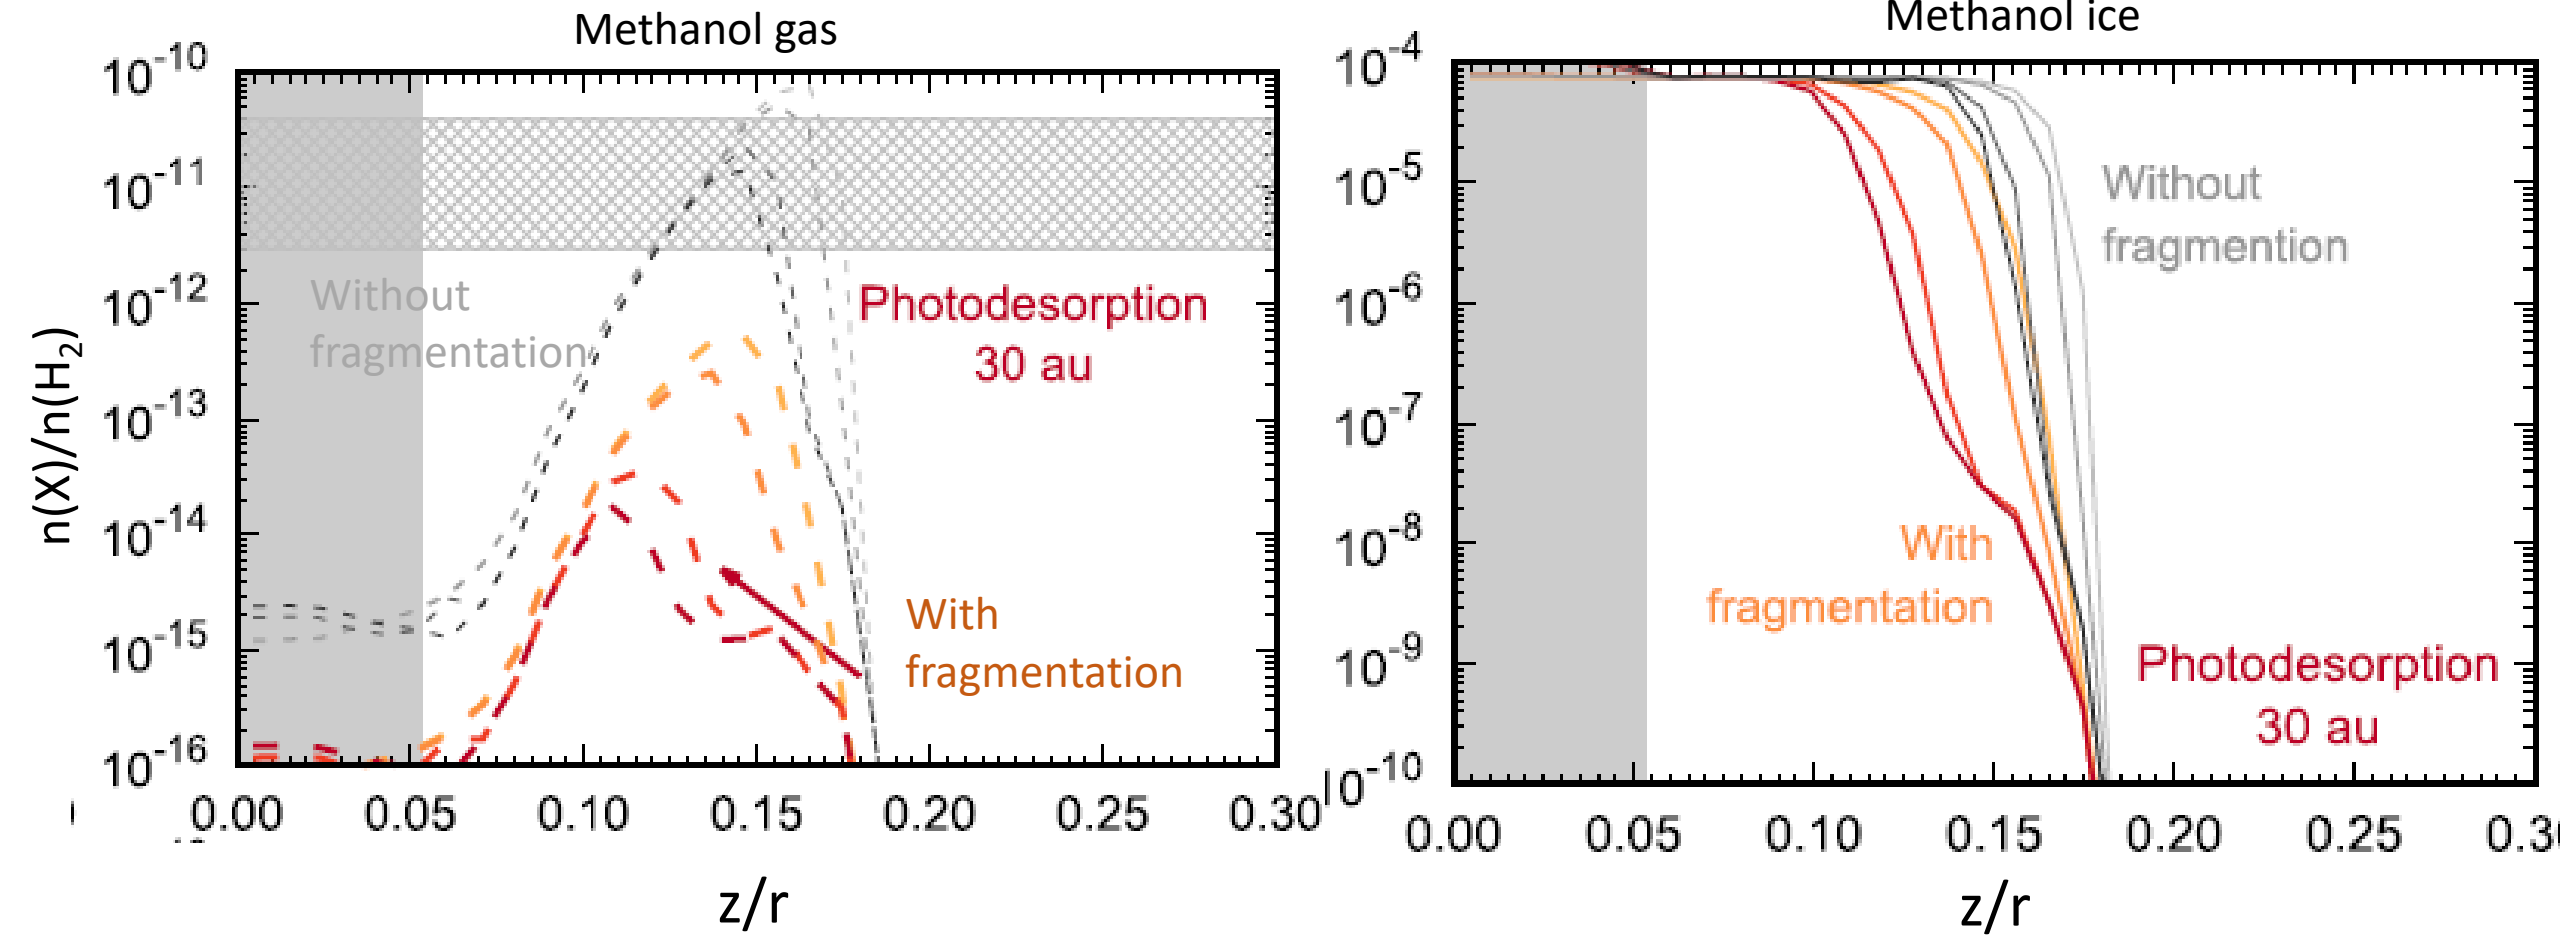 Methanol gas
10-10
10-11
10-12
10-13
10-14
10-15
10-16
n(X)/n(H2)
Without
fragmentation
Photodesorption
30 au
With
fragmentation
0.00 0.05 0.10 0.15 0.20 0.25 0.30
z/r
Methanol ice
10-4
10-5
10-6
10-7
10-8
10-9
10-10
Without
fragmention
With
fragmentation
Photodesorption
30 au
0.00 0.05 0.10 0.15 0.20 0.25 0.3
z/r